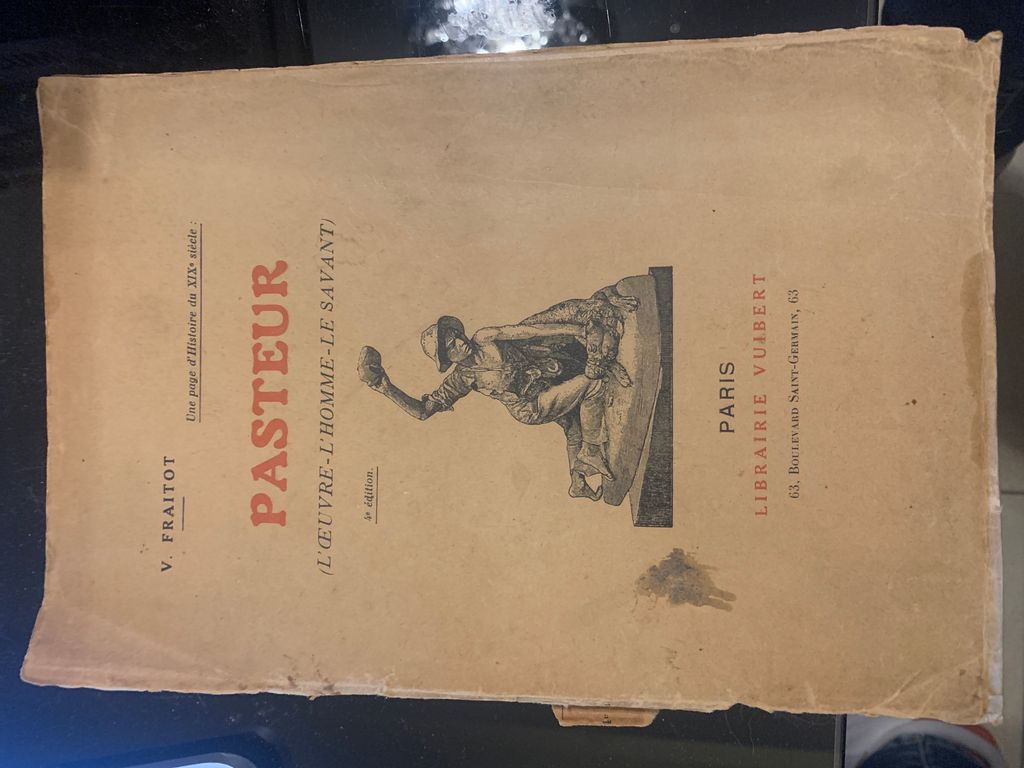 V. FRAITOT
Une page d'Histoire du XIXe siècle :
PASTEUR
(L'ŒUVRE-L'HOMME-LE SAVANT)
4e édition.
PARIS
LIBRAIRIE VUIBERT
63, BOULEVARD SAINT-GERMAIN, 63